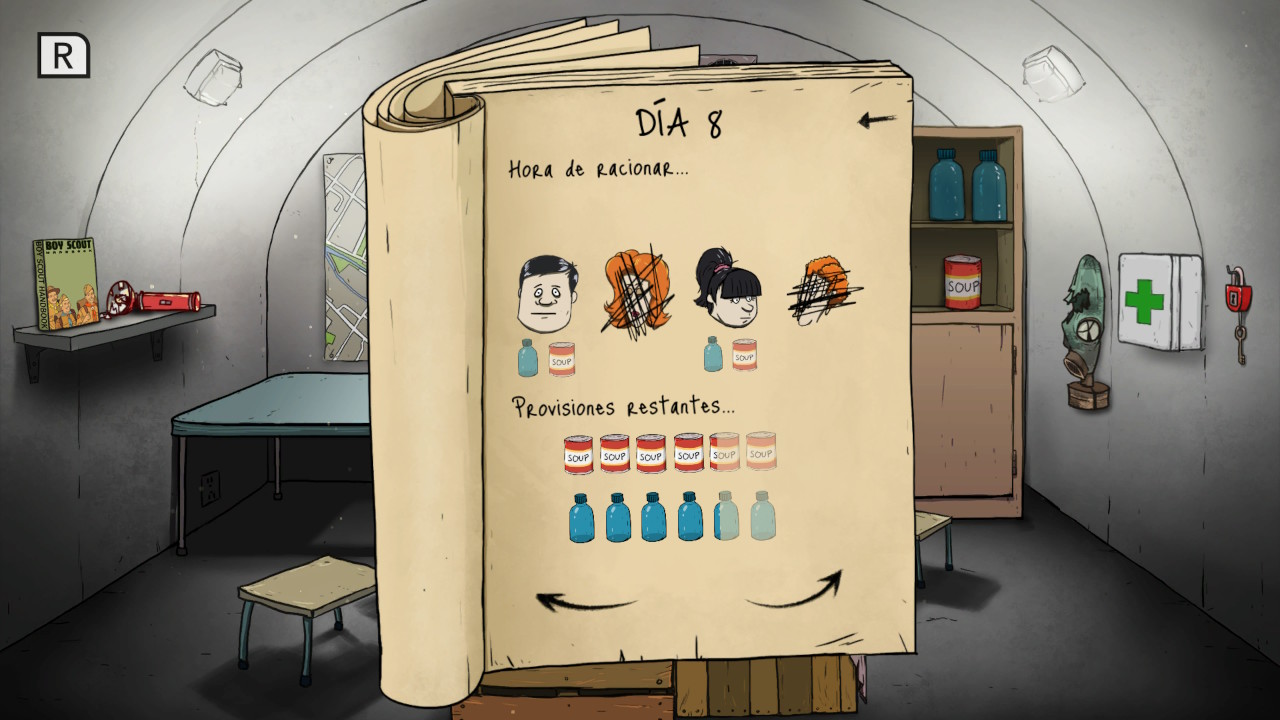 R
DÍA 8
Hora de racionar...
BOY SCOUT
BOY SCOUT HANDBOOK
SOUP
SOUP SOUP
Provisiones restantes...
SOUP SOUP SOUP SOUP SOUP SOUP